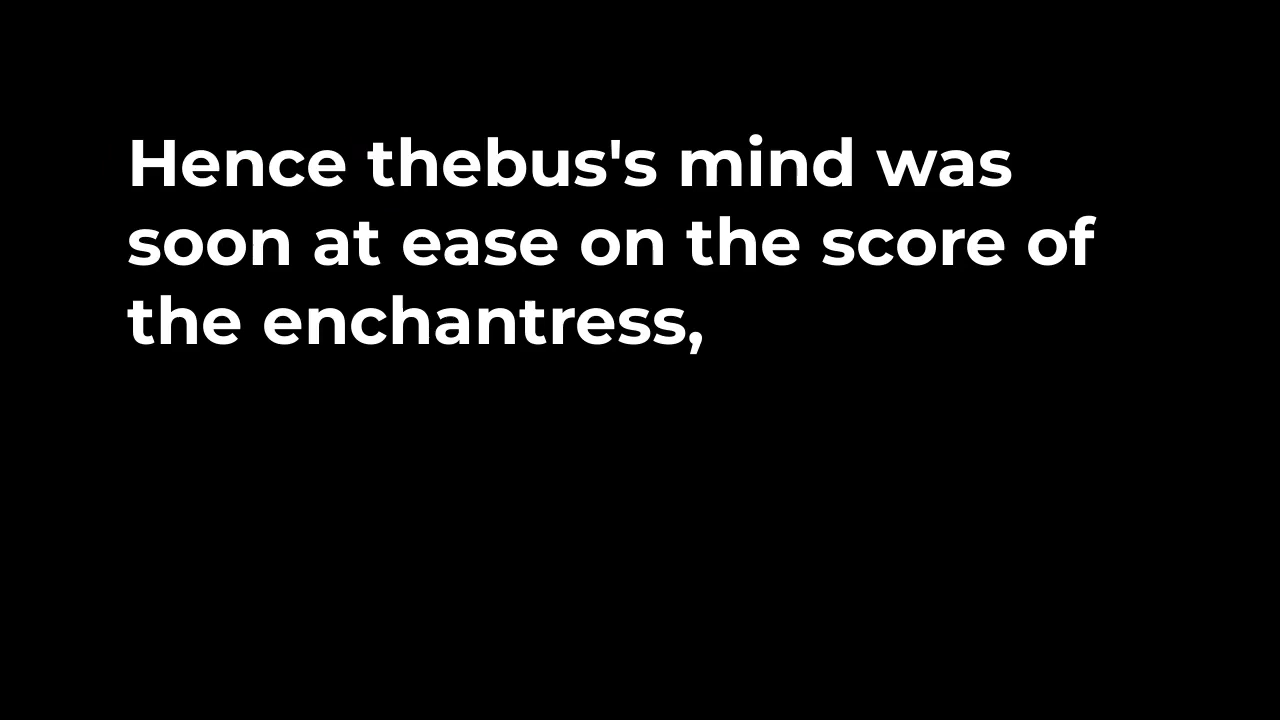 Hence thebus's mind was
soon at ease on the score of
the enchantress,